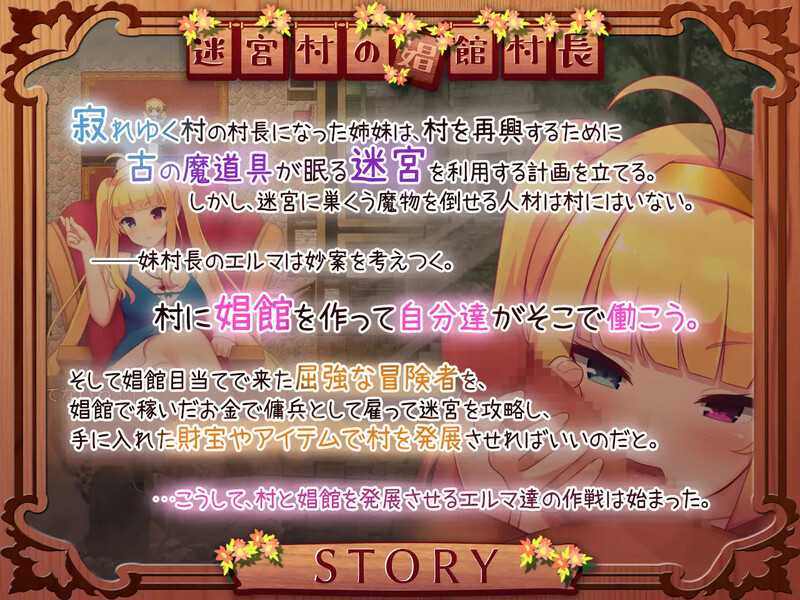 迷宮村の娼館村長
寂れゆく村の村長になった姉妹は、村を再興するために
古の魔道具が眠る迷宮を利用する計画を立てる。
しかし、迷宮に巣くう魔物を倒せる人材は村にはいない。
――妹村長のエルマは妙案を考えつく。
村に娼館を作って自分達がそこで働こう。
そして娼館目当てで来た屈強な冒険者を、
娼館で稼いだお金で傭兵として雇って迷宮を攻略し、
手に入れた財宝やアイテムで村を発展させればいいのだと。
…こうして、村と娼館を発展させるエルマ達の作戦は始まった。
STORY